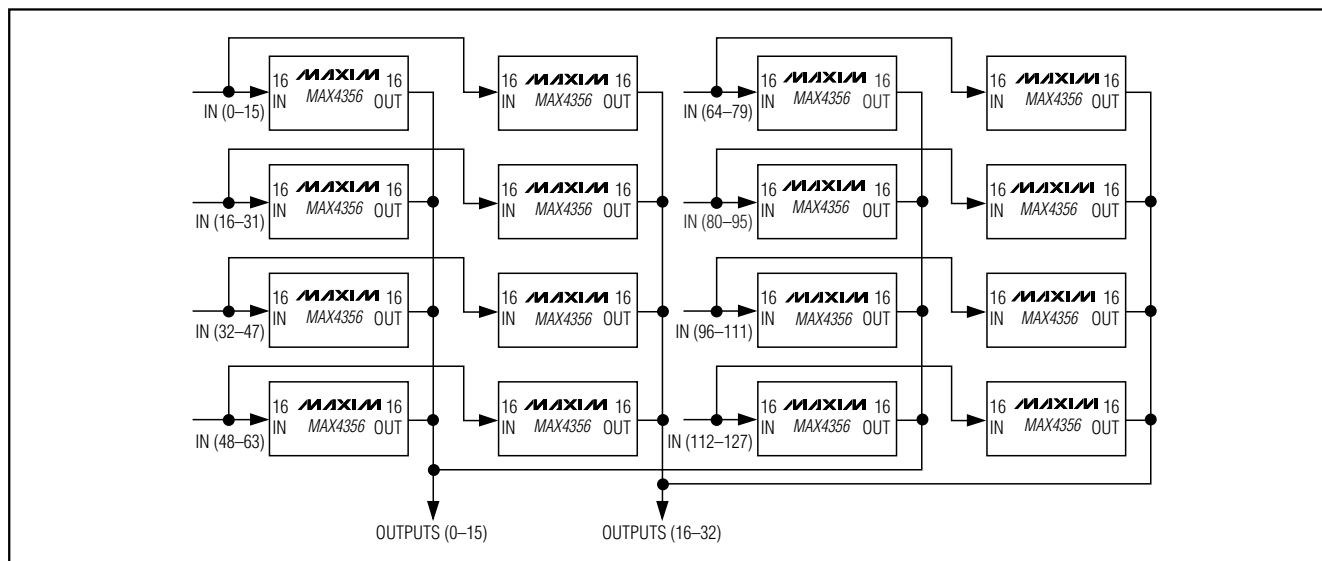 16 MAXIM 16
IN MAX4356 OUT
IN (0–15)
16 MAXIM 16
IN MAX4356 OUT
16 MAXIM 16
IN MAX4356 OUT
IN (64–79)
16 MAXIM 16
IN MAX4356 OUT
16 MAXIM 16
IN MAX4356 OUT
IN (16–31)
16 MAXIM 16
IN MAX4356 OUT
16 MAXIM 16
IN MAX4356 OUT
IN (80–95)
16 MAXIM 16
IN MAX4356 OUT
16 MAXIM 16
IN MAX4356 OUT
IN (32–47)
16 MAXIM 16
IN MAX4356 OUT
16 MAXIM 16
IN MAX4356 OUT
IN (96–111)
16 MAXIM 16
IN MAX4356 OUT
16 MAXIM 16
IN MAX4356 OUT
IN (48–63)
16 MAXIM 16
IN MAX4356 OUT
16 MAXIM 16
IN MAX4356 OUT
IN (112–127)
16 MAXIM 16
IN MAX4356 OUT
OUTPUTS (0–15)
OUTPUTS (16–32)